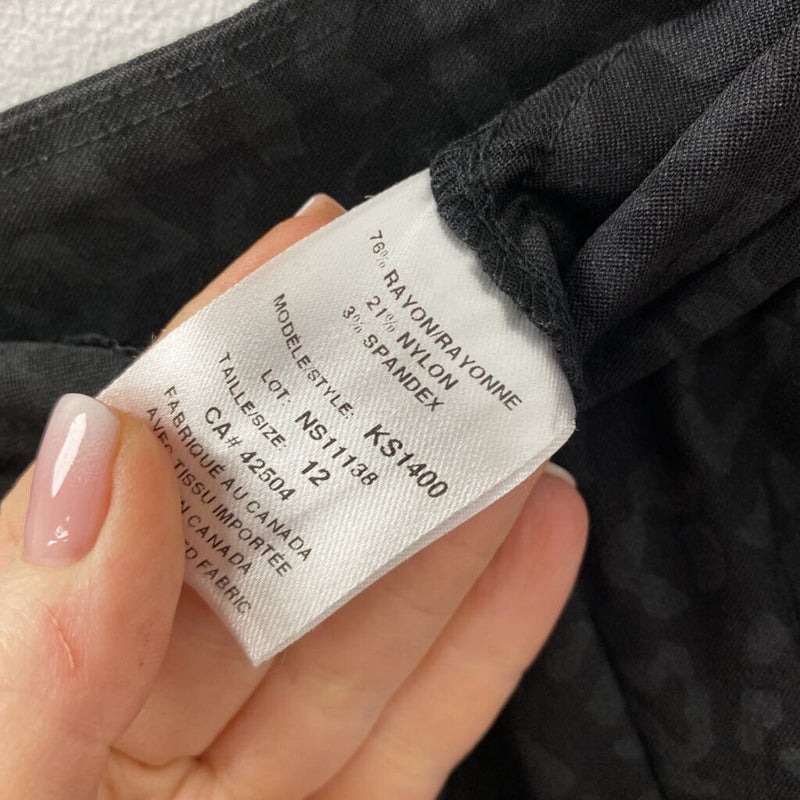 76% RAYON/RAYONNE
21% NYLON
3% SPANDEX
MODÈLE/STYLE: KS1400
LOT: NS11138
TAILLE/SIZE: 12
CA# 42504
FABRIQUÉ AU CANADA
AVEC TISSU IMPORTÉE
CANADA
FABRIC